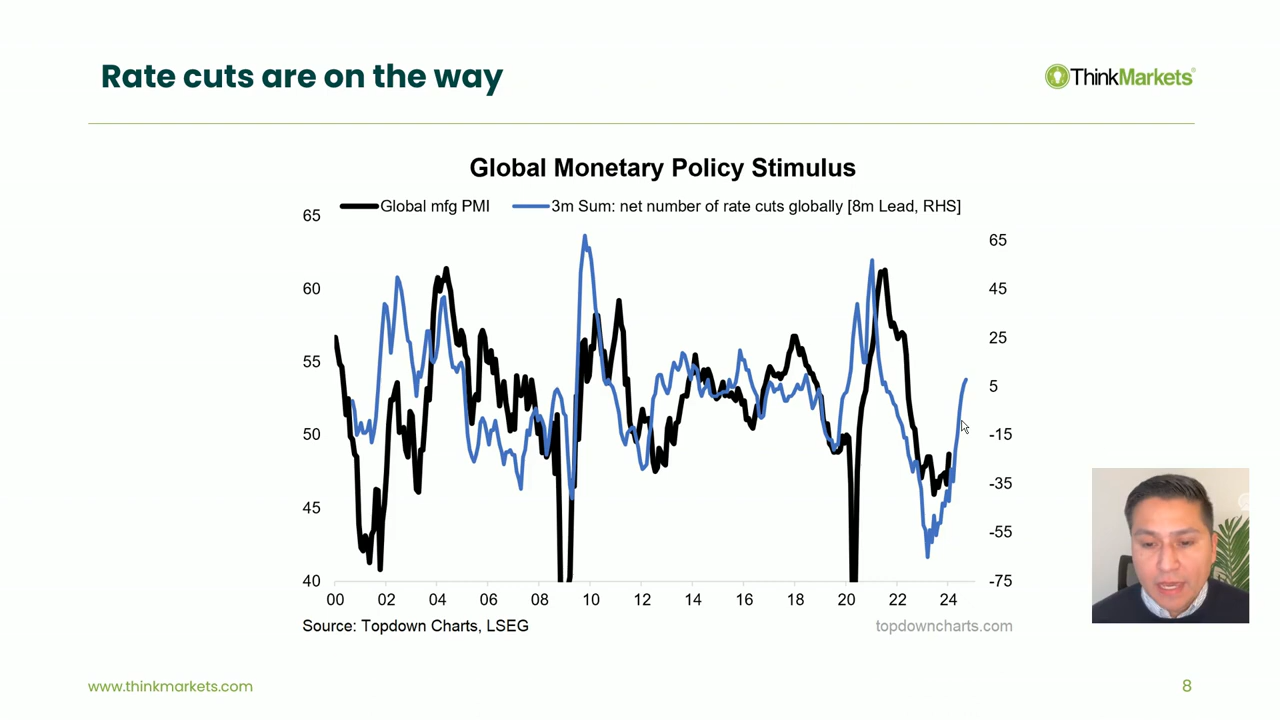 Rate cuts are on the way
ThinkMarkets®
Global Monetary Policy Stimulus
Global mfg PMI
3m Sum: net number of rate cuts globally [8m Lead, RHS]
65
60
55
50
45
40
65
45
25
5
-15
-35
-55
-75
00 02 04 06 08 10 12 14 16 18 20 22 24
Source: Topdown Charts, LSEG
topdowncharts.com
www.thinkmarkets.com
8